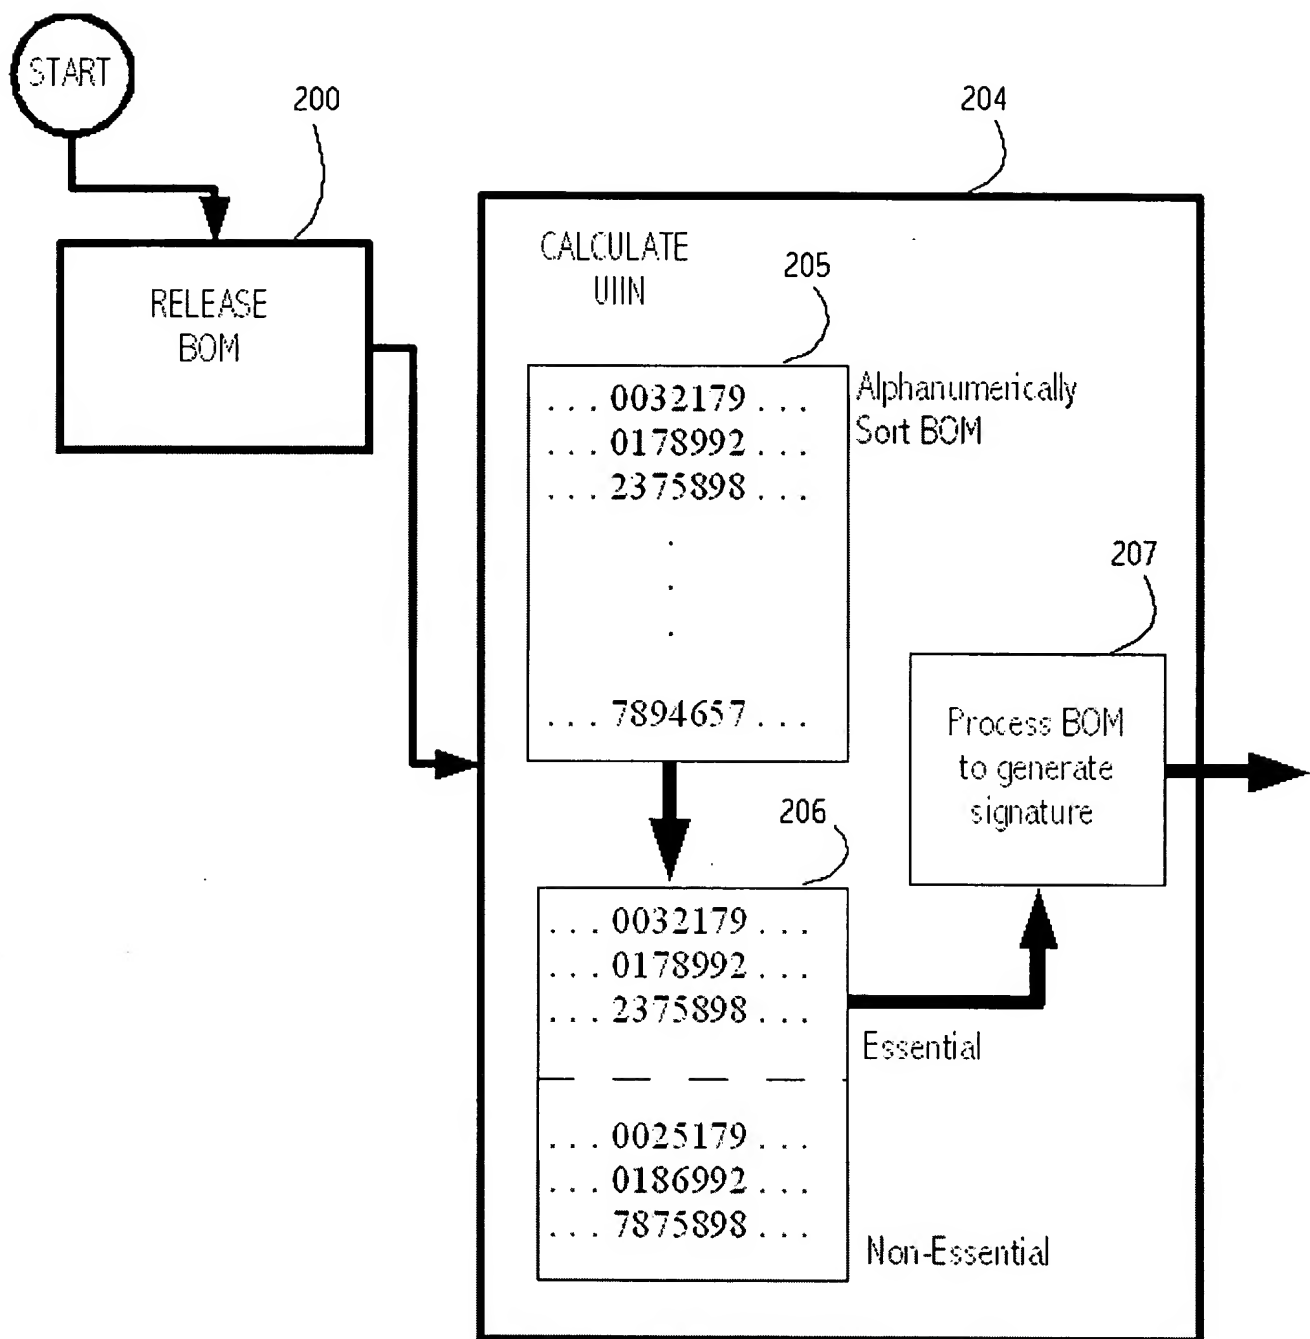 START
200
204
RELEASE
BOM
CALCULATE
UIIN
205
. . . 0032179 . . .
. . . 0178992 . . .
. . . 2375898 . . .
.
.
.
. . . 7894657 . . .
Alphanumerically
Sort BOM
207
Process BOM
to generate
signature
206
. . . 0032179 . . .
. . . 0178992 . . .
. . . 2375898 . . .
Essential
. . . 0025179 . . .
. . . 0186992 . . .
. . . 7875898 . . .
Non-Essential